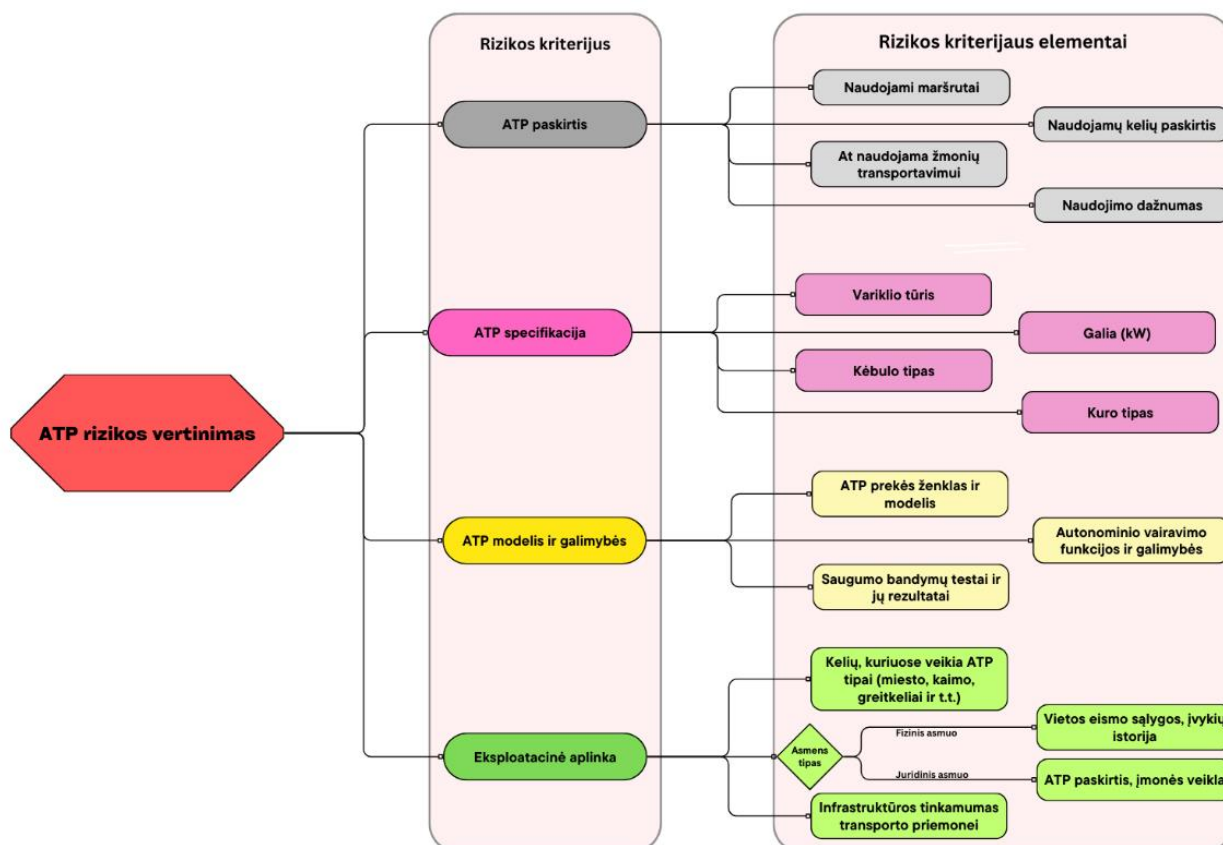 Rizikos kriterijus
Rizikos kriterijaus elementai
ATP rizikos vertinimas
ATP paskirtis
Naudojami maršrutai
Naudojamų kelių paskirtis
At naudojama žmonių
transportavimui
Naudojimo dažnumas
ATP specifikacija
Variklio tūris
Galia (kW)
Kėbulo tipas
Kuro tipas
ATP modelis ir galimybės
ATP prekės ženklas ir
modelis
Autonominio vairavimo
funkcijos ir galimybės
Saugumo bandymų testai ir
jų rezultatai
Eksploatacinė aplinka
Kelių, kuriuose veikia ATP
tipai (miesto, kaimo,
greitkeliai ir t.t.)
Asmens
tipas
Fizinis asmuo
Vietos eismo sąlygos, įvykių
istorija
Juridinis asmuo
ATP paskirtis, įmonės veikla
Infrastruktūros tinkamumas
transporto priemonei